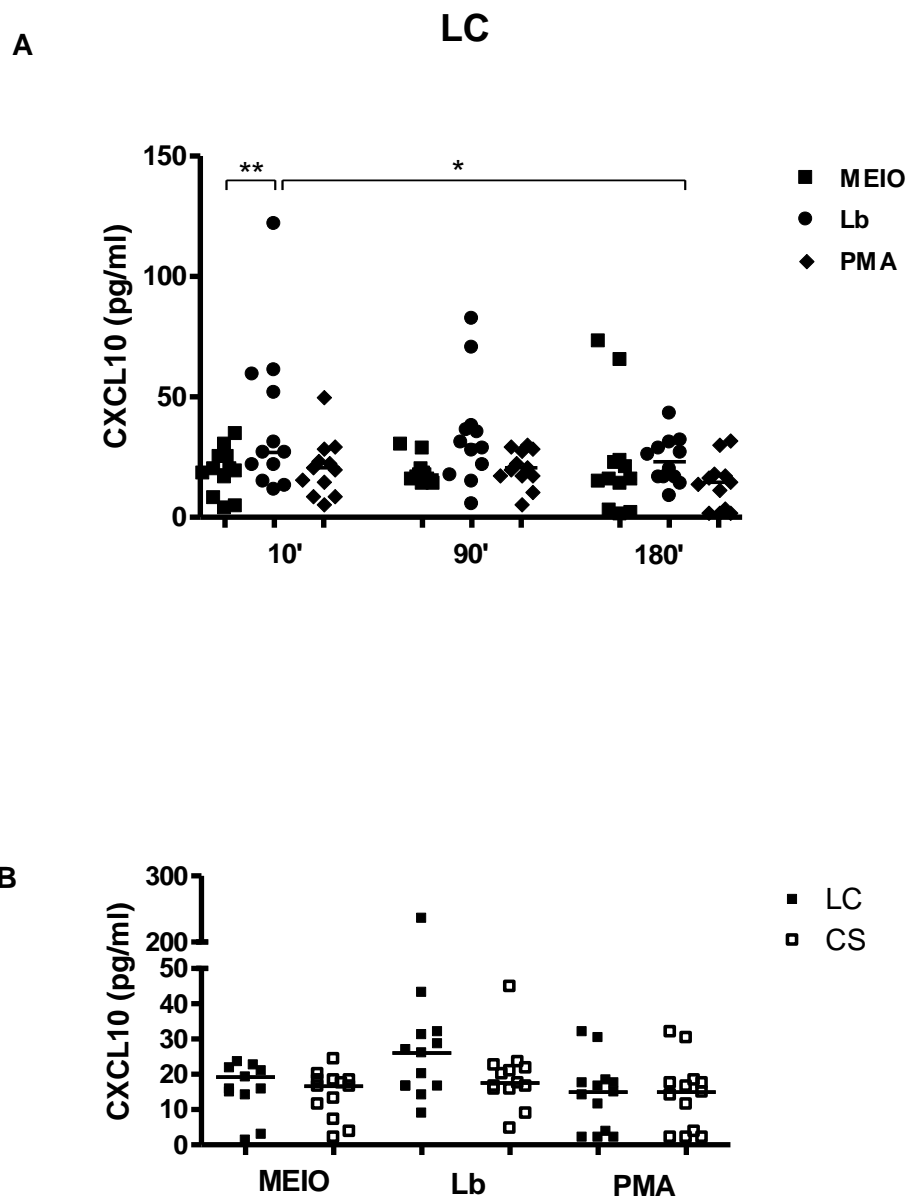 LC
A
150
100
50
0
CXCL10 (pg/ml)
**
*
MEIO
Lb
PMA
10' 90' 180'
B
300
200
50
40
30
20
10
0
CXCL10 (pg/ml)
LC
CS
MEIO Lb PMA